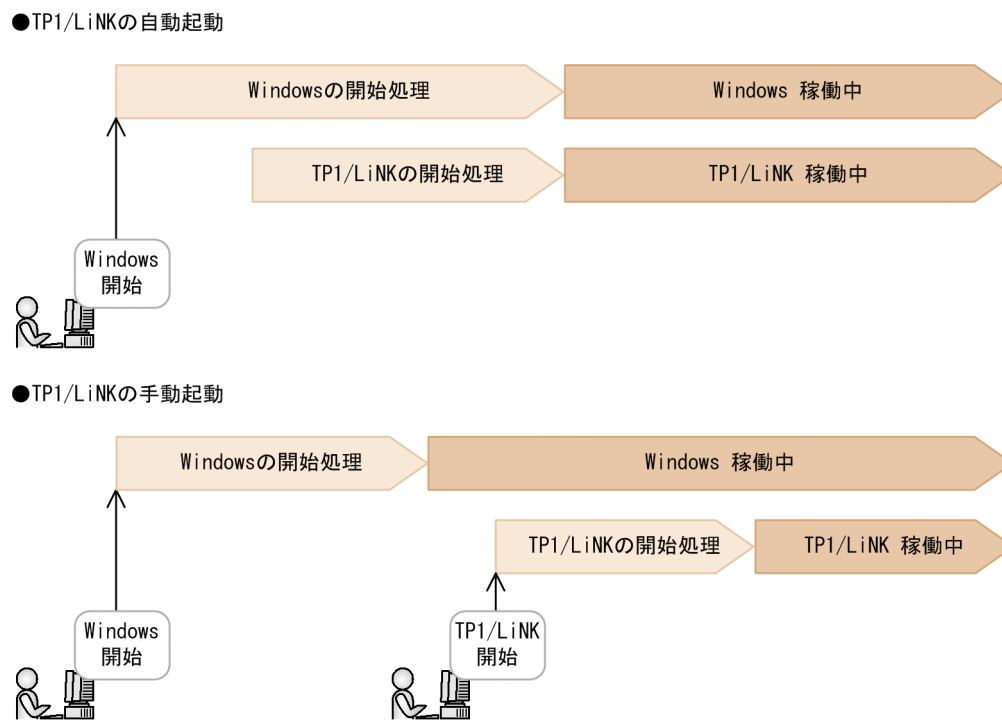 ●TP1/LiNKの自動起動
Windowsの開始処理
Windows 稼働中
TP1/LiNKの開始処理
TP1/LiNK 稼働中
Windows
開始
●TP1/LiNKの手動起動
Windowsの開始処理
Windows 稼働中
TP1/LiNKの開始処理
TP1/LiNK 稼働中
Windows
開始
TP1/LiNK
開始